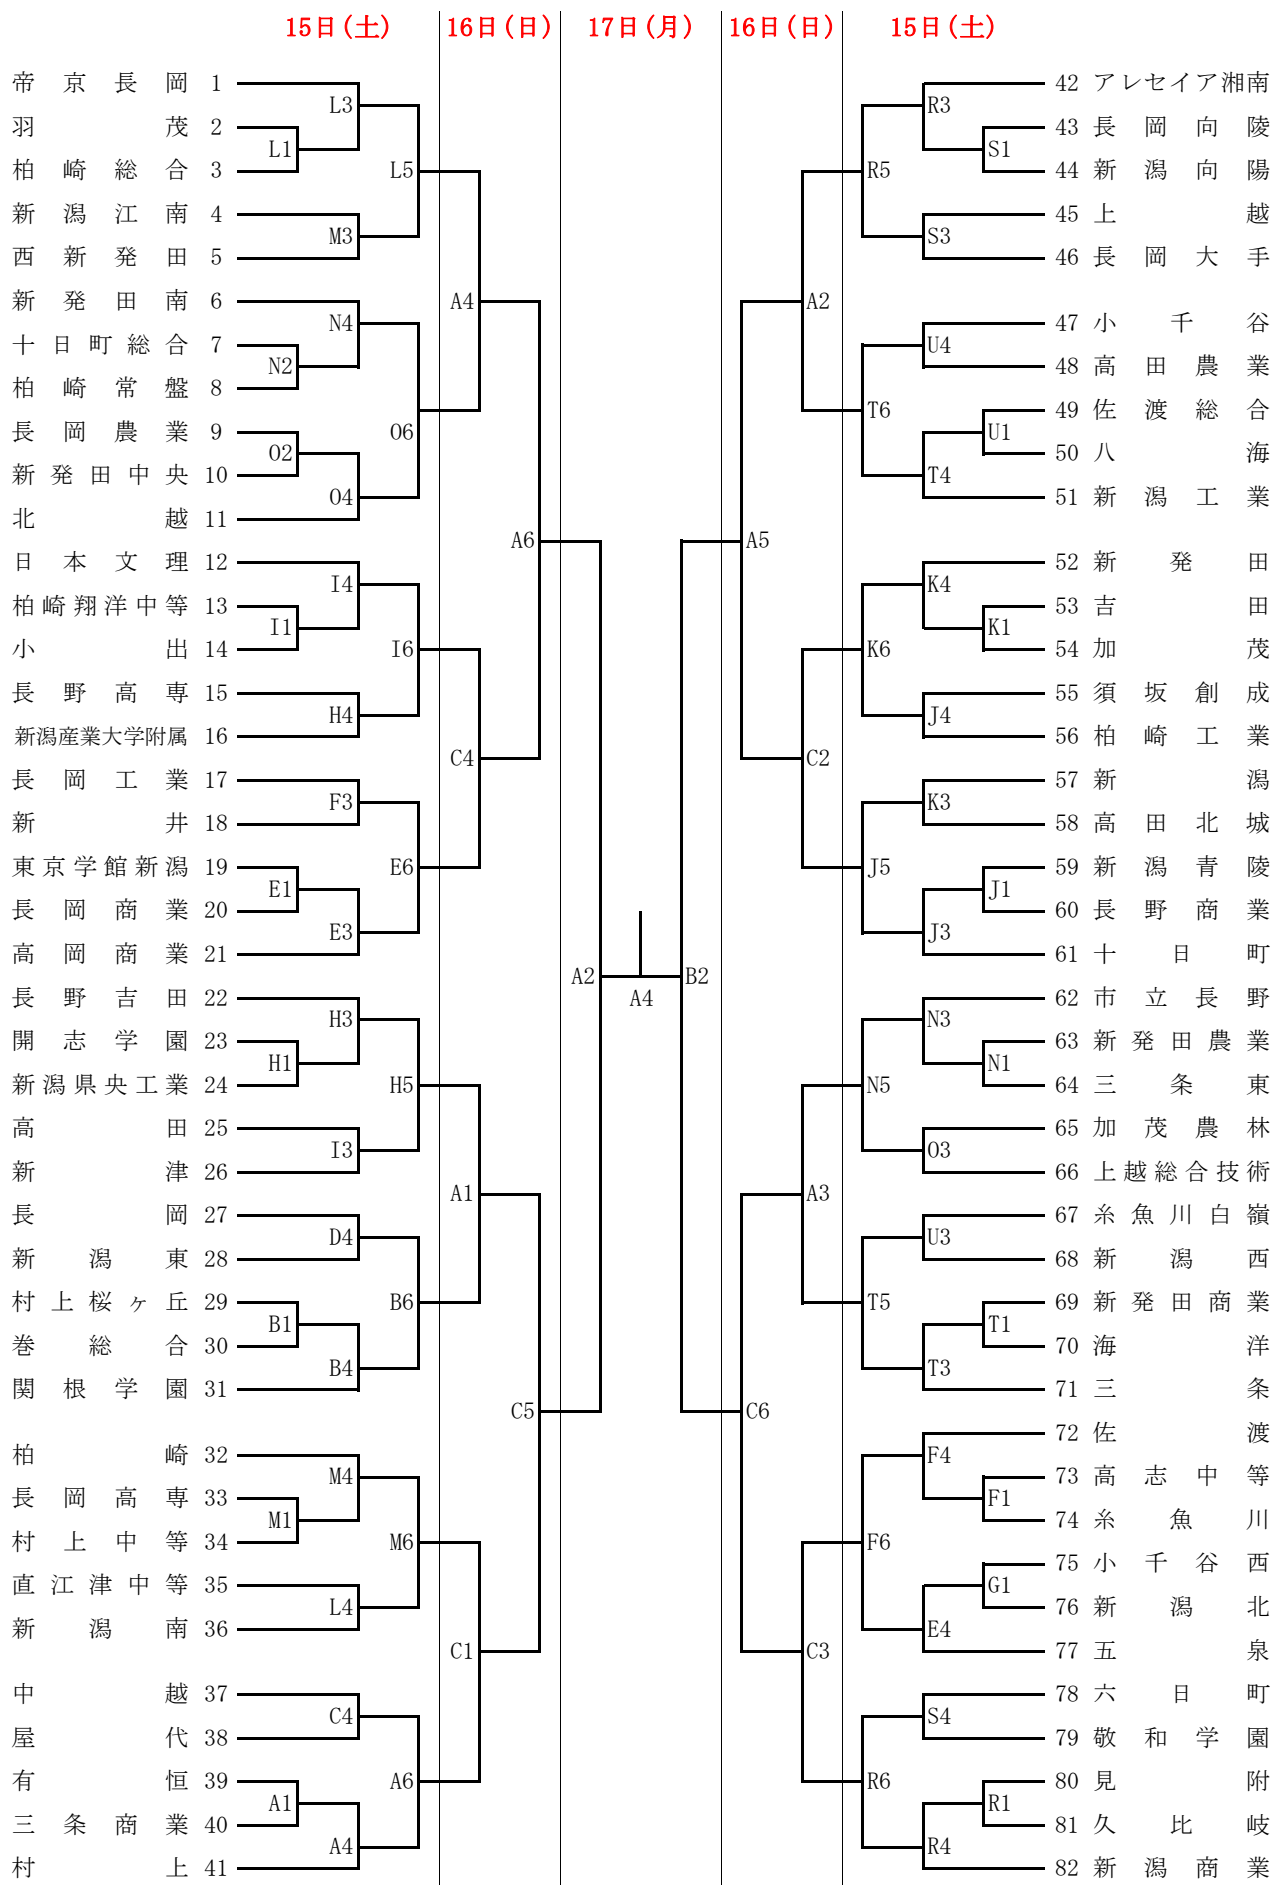 15日(土) 16日(日) 17日(月) 16日(日) 15日(土)
帝京長岡 1
L3
羽茂 2
L1
柏崎総合 3
L5
新潟江南 4
M3
西新発田 5
新発田南 6
A4
N4
十日町総合 7
N2
柏崎常盤 8
長岡農業 9
O6
O2
新発田中央 10
O4
北越 11
A6
日本文理 12
I4
柏崎翔洋中等 13
I1
小出 14
I6
長野高専 15
H4
新潟産業大学附属 16
C4
長岡工業 17
F3
新井 18
東京学館新潟 19
E6
E1
長岡商業 20
E3
高岡商業 21
A2
長野吉田 22
H3
開志学園 23
H1
新潟県央工業 24
H5
高田 25
I3
新津 26
A1
長岡 27
D4
新潟東 28
村上桜ヶ丘 29
B6
B1
巻総合 30
B4
関根学園 31
C5
柏崎 32
M4
長岡高専 33
M1
村上中等 34
M6
直江津中等 35
L4
新潟南 36
C1
中越 37
C4
屋代 38
有恒 39
A6
A1
三条商業 40
A4
村上 41
A4
B2
42 アレセイア湘南
R3
43 長岡向陵
S1
44 新潟向陽
R5
45 上越
S3
46 長岡大手
A2
47 小千谷
U4
48 高田農業
49 佐渡総合
T6
U1
50 八海
T4
51 新潟工業
A5
52 新発田
K4
53 吉田
K1
54 加茂
K6
55 須坂創成
J4
56 柏崎工業
C2
57 新潟
K3
58 高田北城
59 新潟青陵
J5
J1
60 長野商業
J3
61 十日町
62 市立長野
N3
63 新発田農業
N1
64 三条東
N5
65 加茂農林
O3
66 上越総合技術
A3
67 糸魚川白嶺
U3
68 新潟西
69 新発田商業
T5
T1
70 海洋
T3
71 三条
C6
72 佐渡
F4
73 高志中等
F1
74 糸魚川
F6
75 小千谷西
G1
76 新潟北
E4
77 五泉
C3
78 六日町
S4
79 敬和学園
80 見附
R6
R1
81 久比岐
R4
82 新潟商業